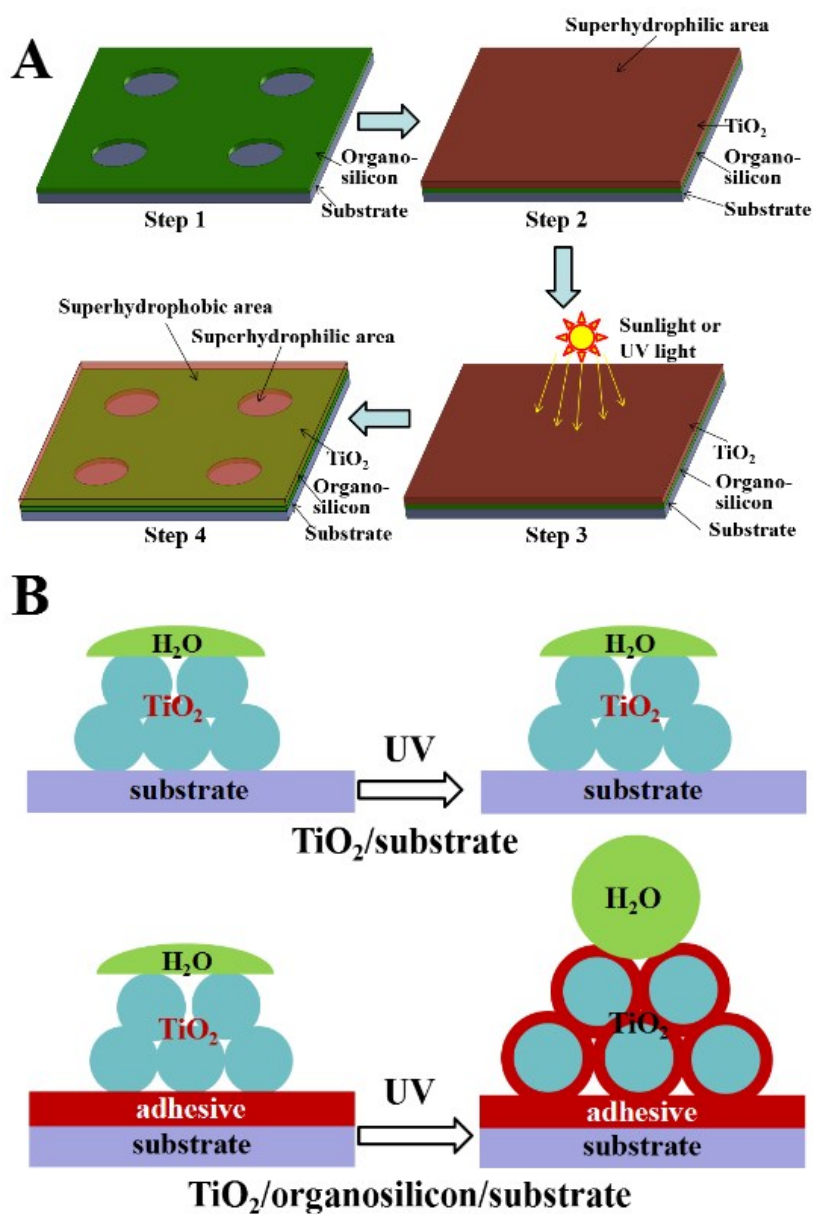 A
Superhydrophilic area
TiO₂
Organo-
silicon
Substrate
Step 1
TiO₂
Organo-
silicon
Substrate
Step 2
Superhydrophobic area
Superhydrophilic area
Sunlight or
UV light
TiO₂
Organo-
silicon
Substrate
Step 4
TiO₂
Organo-
silicon
Substrate
Step 3
B
H₂O
TiO₂
substrate
UV
H₂O
TiO₂
substrate
TiO₂/substrate
H₂O
TiO₂
adhesive
substrate
UV
H₂O
TiO₂
adhesive
substrate
TiO₂/organosilicon/substrate